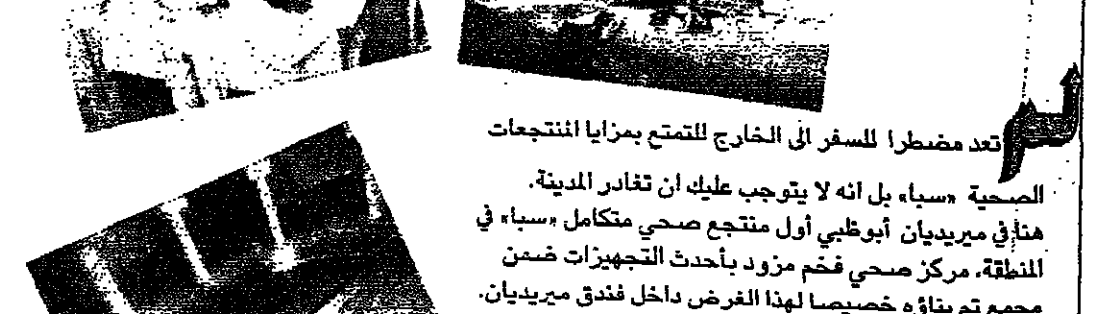 لم تعد مضطرا للسفر الى الخارج للتمتع بمزايا المنتجعات
الصحية «سبا» بل انه لا يتوجب عليك ان تغادر المدينة.
هنا في ميريديان أبوظبي أول منتجع صحي متكامل «سبا» في
المنطقة، مركز صحي فخم مزود بأحدث التجهيزات ضمن
مجمع تم بناؤه خصيصا لهذا الغرض داخل فندق ميريديان.